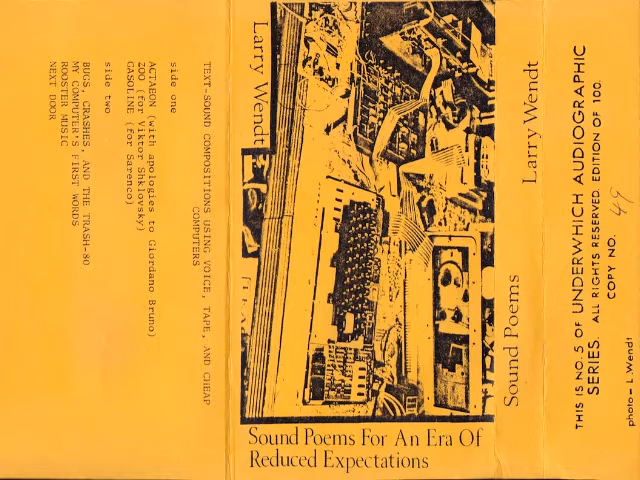 TEXT-SOUND COMPOSITIONS USING VOICE, TAPE, AND CHEAP
COMPUTERS
side one
ACTAEON (with apologies to Giordano Bruno)
ZOO (for Viktor Shklovsky)
GASOLINE (for Sarenco)
side two
BUGS, CRASHES, AND THE TRASH-80
MY COMPUTER'S FIRST WORDS
ROOSTER MUSIC
NEXT DOOR
Larry Wendt
Sound Poems For An Era Of
Reduced Expectations
Larry Wendt
Sound Poems
THIS IS NO. 5 OF UNDERWHICH AUDIOGRAPHIC
SERIES. ALL RIGHTS RESERVED. EDITION OF 100.
COPY NO. 49
photo - L. Wendt